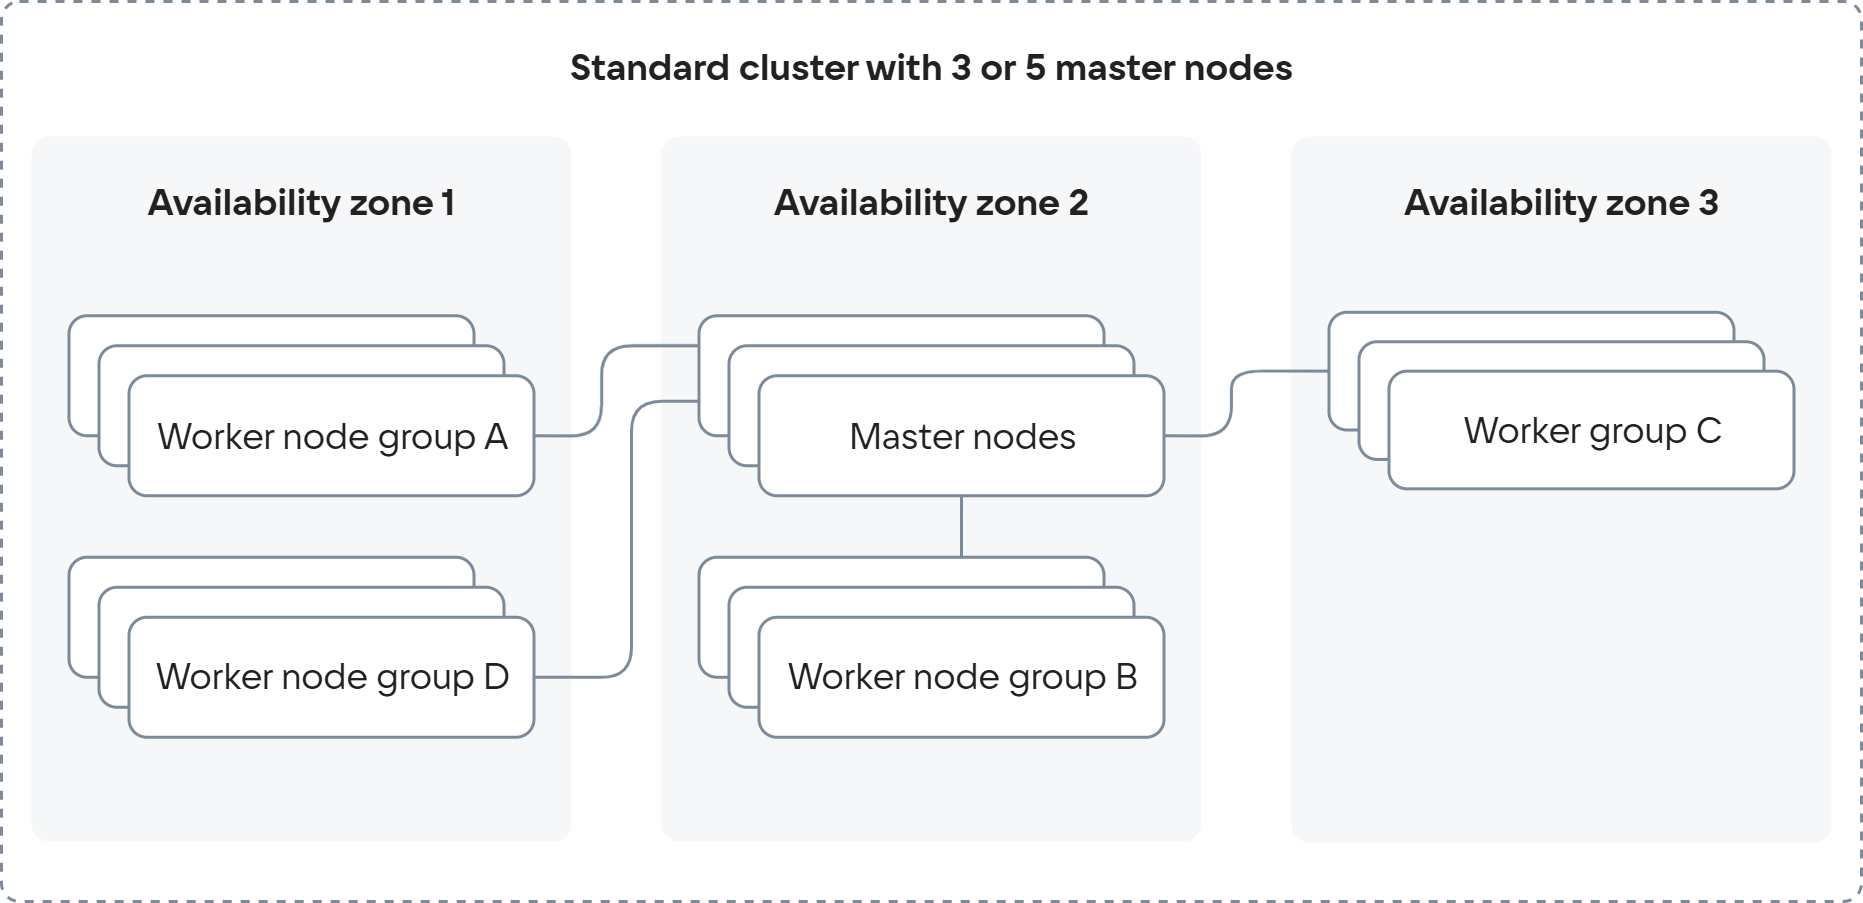 Standard cluster with 3 or 5 master nodes
Availability zone 1
Availability zone 2
Availability zone 3
Worker node group A
Master nodes
Worker group C
Worker node group D
Worker node group B